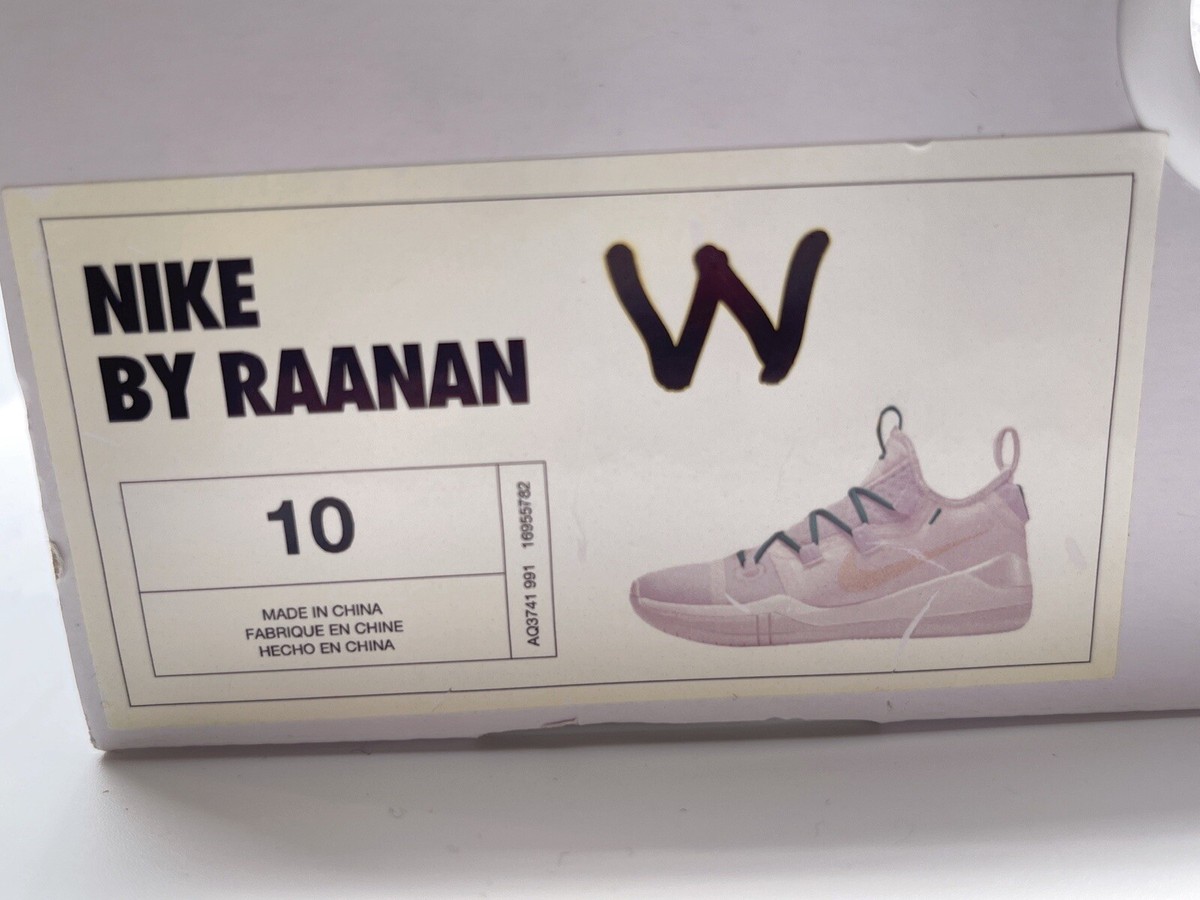 NIKE
BY RAANAN
W
10
MADE IN CHINA
FABRIQUE EN CHINE
HECHO EN CHINA
AQ3741 991 16955782